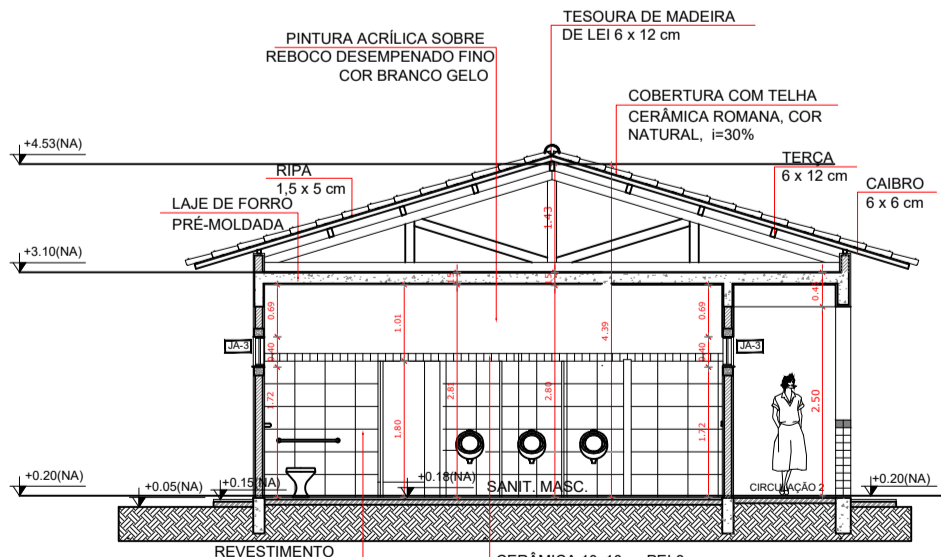 TESOURA DE MADEIRA
DE LEI 6 x 12 cm
PINTURA ACRÍLICA SOBRE
REBOCO DESEMPENADO FINO
COR BRANCO GELO
COBERTURA COM TELHA
CERÂMICA ROMANA, COR
NATURAL, i=30%
+4.53(NA)
TERÇA
6 x 12 cm
RIPA
1,5 x 5 cm
CAIBRO
6 x 6 cm
LAJE DE FORRO
PRÉ-MOLDADA
1.43
+3.10(NA)
0.69
1.01
4.39
0.69
JA-3
0.40
0.40
JA-3
1.72
1.80
2.81
2.80
1.72
2.50
+0.20(NA)
+0.05(NA)
+0.15(NA)
+0.18(NA)
SANIT. MASC.
CIRCULAÇÃO 2
+0.20(NA)
REVESTIMENTO